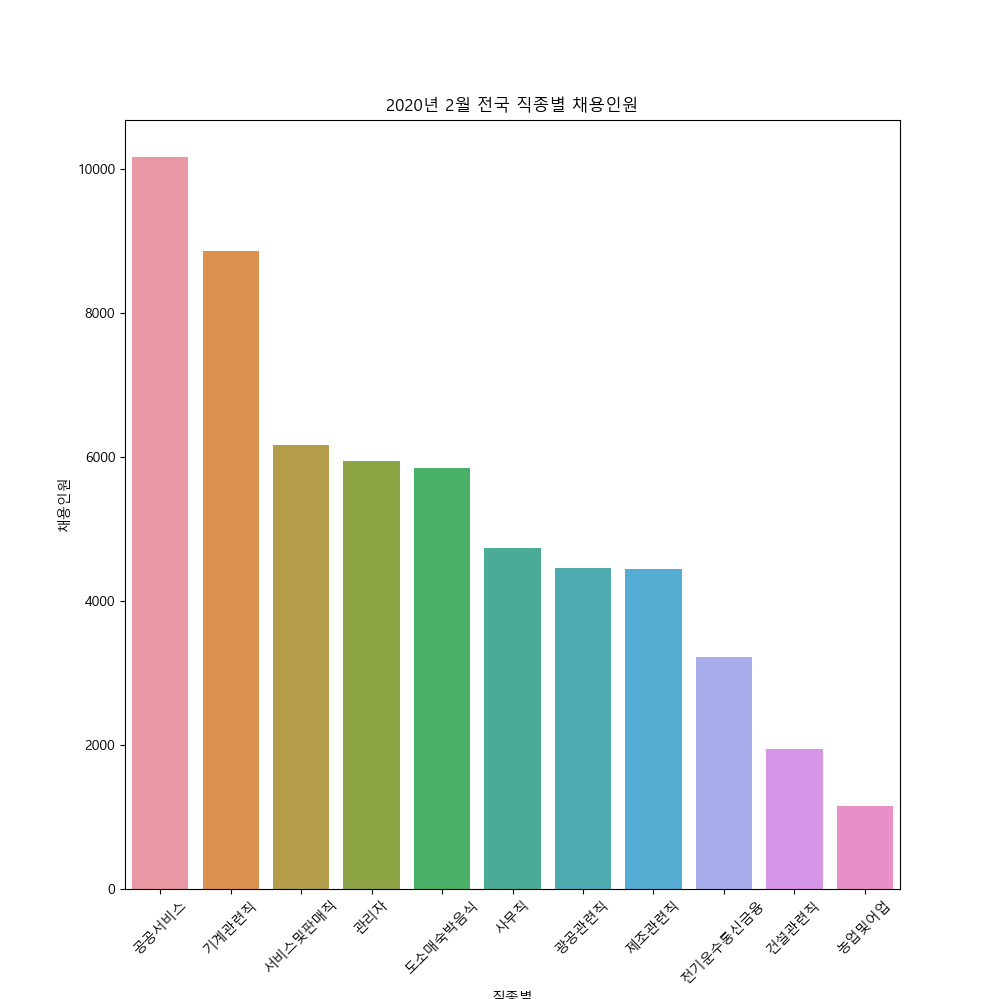 2020년 2월 전국 직종별 채용인원
10000
8000
6000
4000
2000
0
채용인원
공공서비스
기계관련직
서비스및판매직
관리자
도소매숙박음식
사무직
광공관련직
제조관련직
전기운수통신금융
건설관련직
농업및어업
직종별